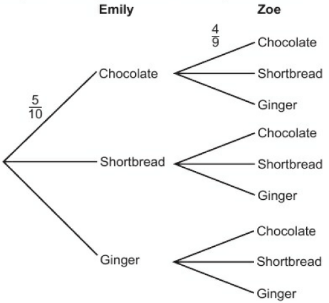 Emily Zoe
4/9
Chocolate
Chocolate
Shortbread
5/10
Ginger
Chocolate
Shortbread
Shortbread
Ginger
Chocolate
Ginger
Shortbread
Ginger